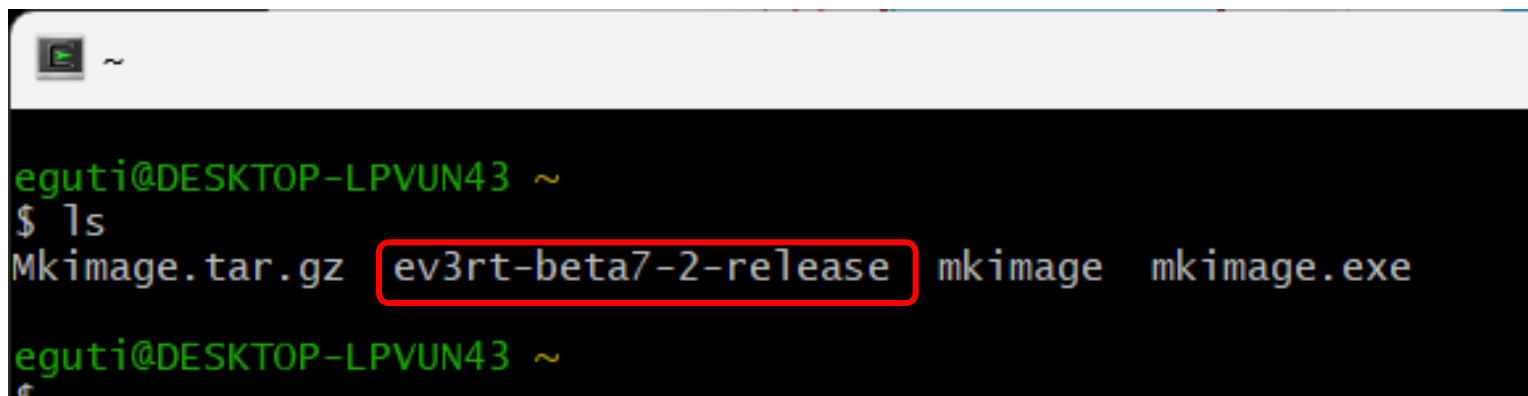 ~
eguti@DESKTOP-LPVUN43 ~
$ ls
Mkimage.tar.gz  ev3rt-beta7-2-release  mkimage  mkimage.exe
eguti@DESKTOP-LPVUN43 ~
$